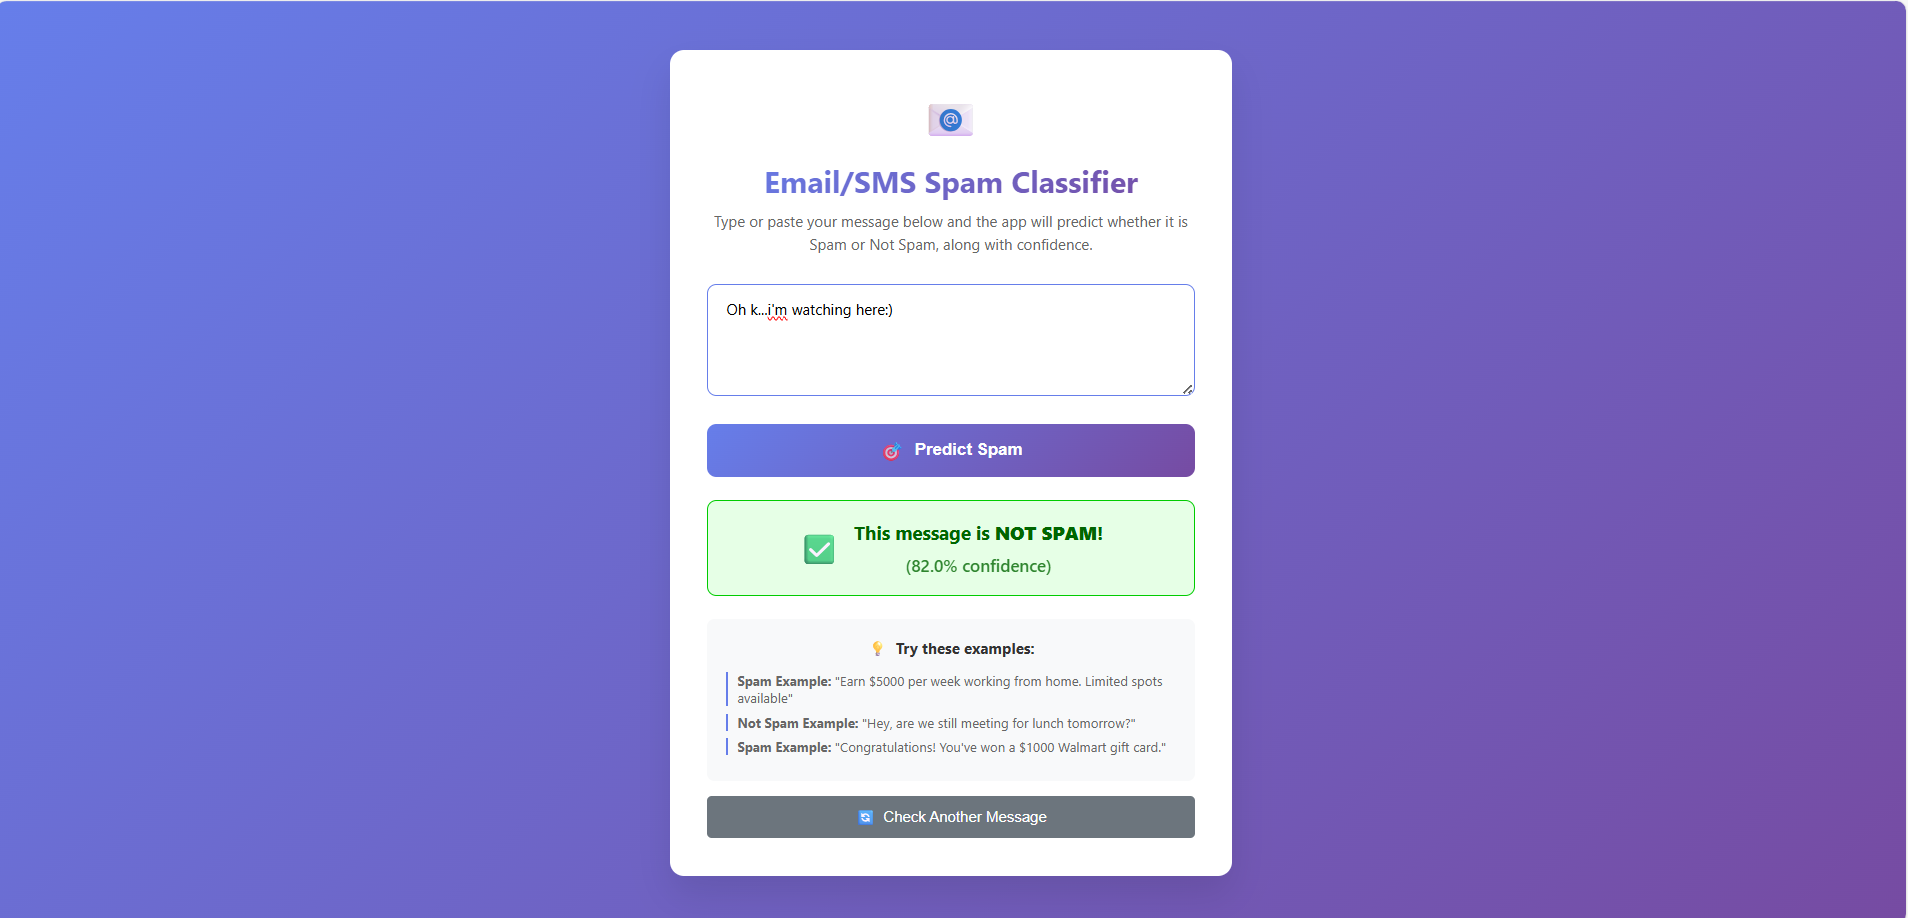 Email/SMS Spam Classifier
Type or paste your message below and the app will predict whether it is
Spam or Not Spam, along with confidence.
Oh k...i'm watching here:)
Predict Spam
This message is NOT SPAM!
(82.0% confidence)
Try these examples:
Spam Example: "Earn $5000 per week working from home. Limited spots
available"
Not Spam Example: "Hey, are we still meeting for lunch tomorrow?"
Spam Example: "Congratulations! You've won a $1000 Walmart gift card."
Check Another Message